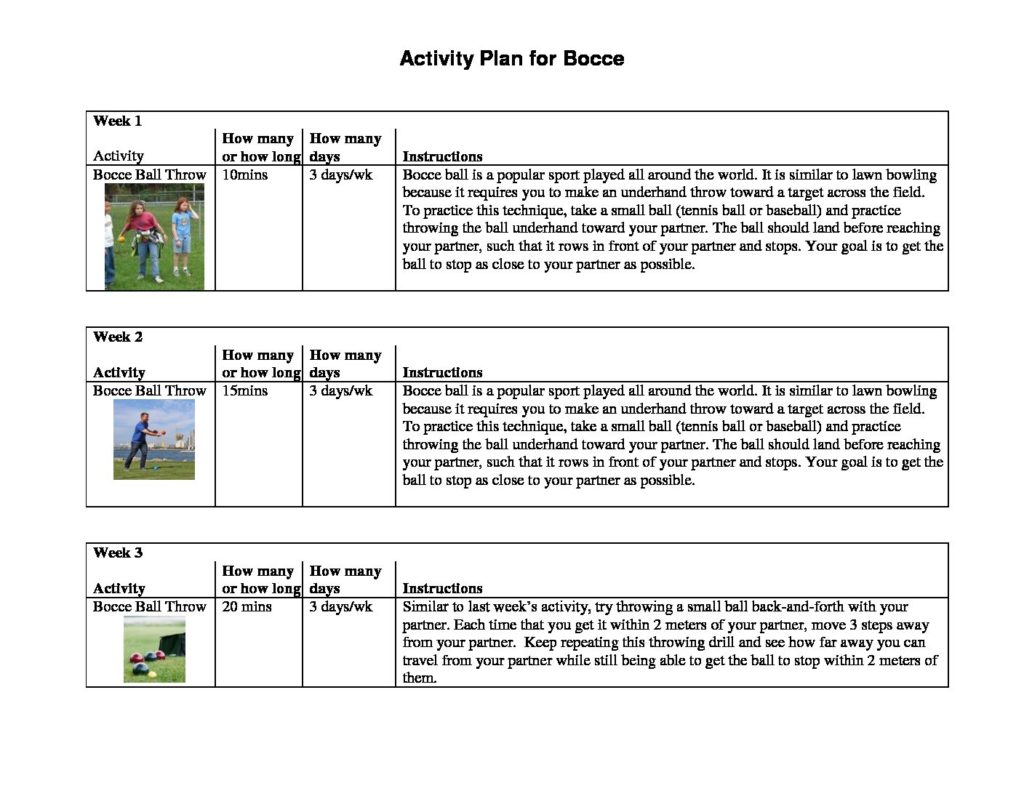 Activity Plan for Bocce
Week 1
Activity
How many
or how long
How many
days
Instructions
Bocce Ball Throw
10mins
3 days/wk
Bocce ball is a popular sport played all around the world. It is similar to lawn bowling
because it requires you to make an underhand throw toward a target across the field.
To practice this technique, take a small ball (tennis ball or baseball) and practice
throwing the ball underhand toward your partner. The ball should land before reaching
your partner, such that it rows in front of your partner and stops. Your goal is to get the
ball to stop as close to your partner as possible.
Week 2
Activity
How many
or how long
How many
days
Instructions
Bocce Ball Throw
15mins
3 days/wk
Bocce ball is a popular sport played all around the world. It is similar to lawn bowling
because it requires you to make an underhand throw toward a target across the field.
To practice this technique, take a small ball (tennis ball or baseball) and practice
throwing the ball underhand toward your partner. The ball should land before reaching
your partner, such that it rows in front of your partner and stops. Your goal is to get the
ball to stop as close to your partner as possible.
Week 3
Activity
How many
or how long
How many
days
Instructions
Bocce Ball Throw
20 mins
3 days/wk
Similar to last week's activity, try throwing a small ball back-and-forth with your
partner. Each time that you get it within 2 meters of your partner, move 3 steps away
from your partner.  Keep repeating this throwing drill and see how far away you can
travel from your partner while still being able to get the ball to stop within 2 meters of
them.